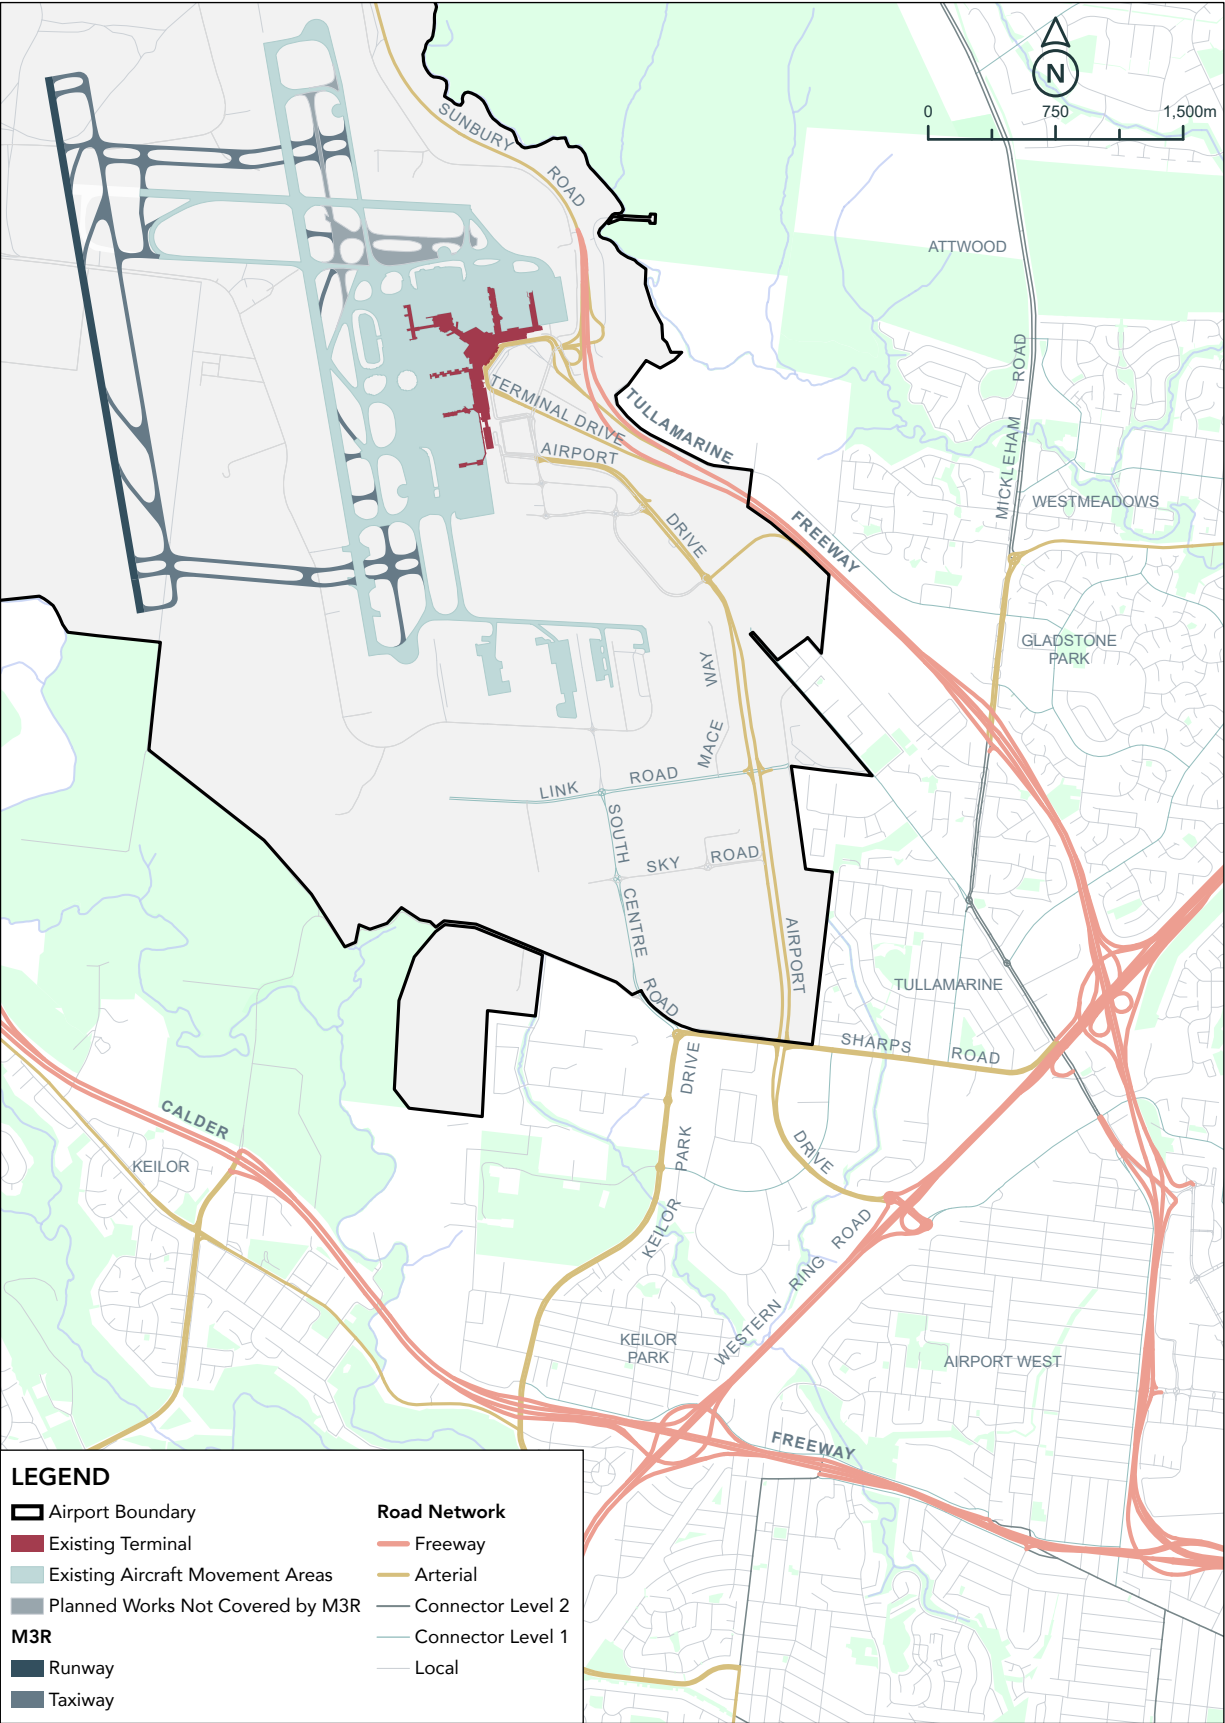 N
0 750 1,500m
SUNBURY
ROAD
ATTWOOD
MICKLEHAM ROAD
TULLAMARINE
TERMINAL DRIVE
AIRPORT
DRIVE
FREEWAY
WESTMEADOWS
GLADSTONE
PARK
MACE WAY
LINK ROAD
SOUTH
CENTRE
ROAD
SKY ROAD
AIRPORT
TULLAMARINE
SHARPS ROAD
DRIVE
KEILOR PARK DRIVE
CALDER
KEILOR
WESTERN RING ROAD
KEILOR
PARK
AIRPORT WEST
FREEWAY
LEGEND
Airport Boundary
Existing Terminal
Existing Aircraft Movement Areas
Planned Works Not Covered by M3R
M3R
Runway
Taxiway
Road Network
Freeway
Arterial
Connector Level 2
Connector Level 1
Local